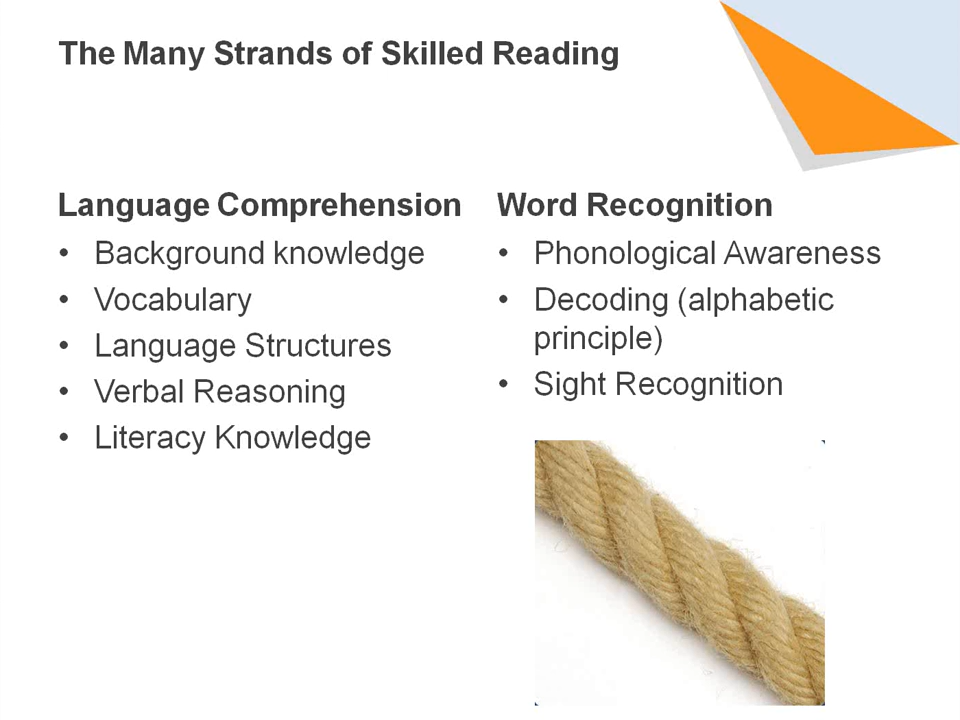 The Many Strands of Skilled Reading
Language Comprehension
• Background knowledge
• Vocabulary
• Language Structures
• Verbal Reasoning
• Literacy Knowledge
Word Recognition
• Phonological Awareness
• Decoding (alphabetic
principle)
• Sight Recognition